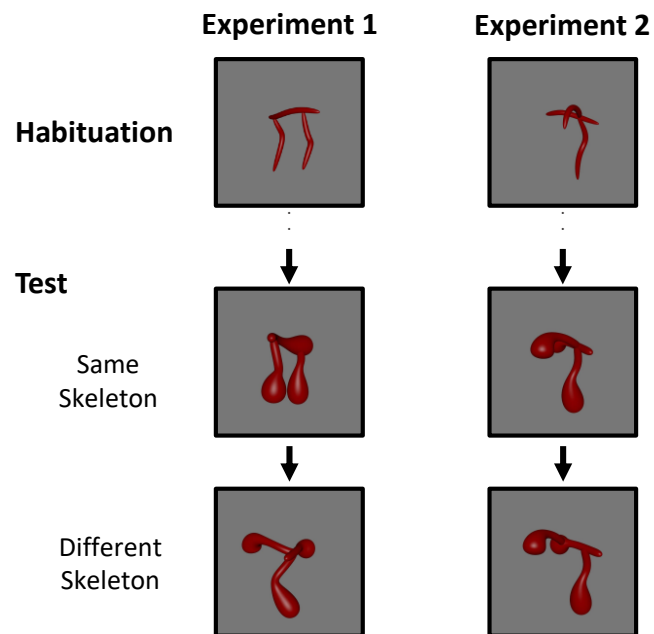 Experiment 1
Experiment 2
Habituation
Test
Same
Skeleton
Different
Skeleton